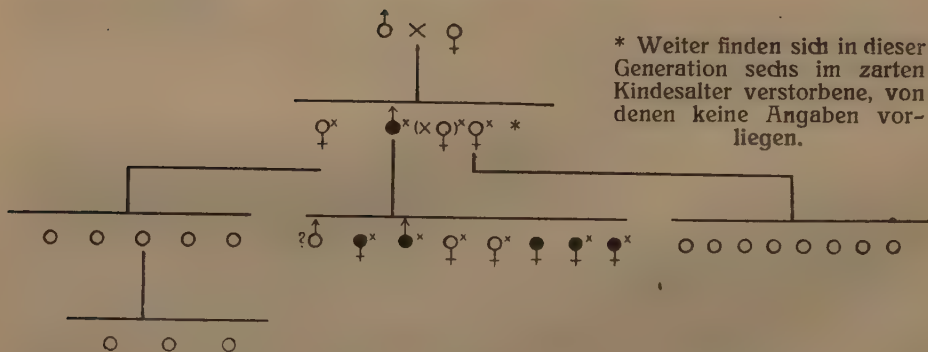 * Weiter finden sich in dieser
Generation sechs im zarten
Kindesalter verstorbene, von
denen keine Angaben vor-
liegen.
♂ × ♀
♀ˣ ♂ˣ (× ♀)ˣ ♀ˣ *
? ♂ ♀ˣ ♂ˣ ♀ˣ ♀ˣ ♀ ♀ˣ ♀ˣ